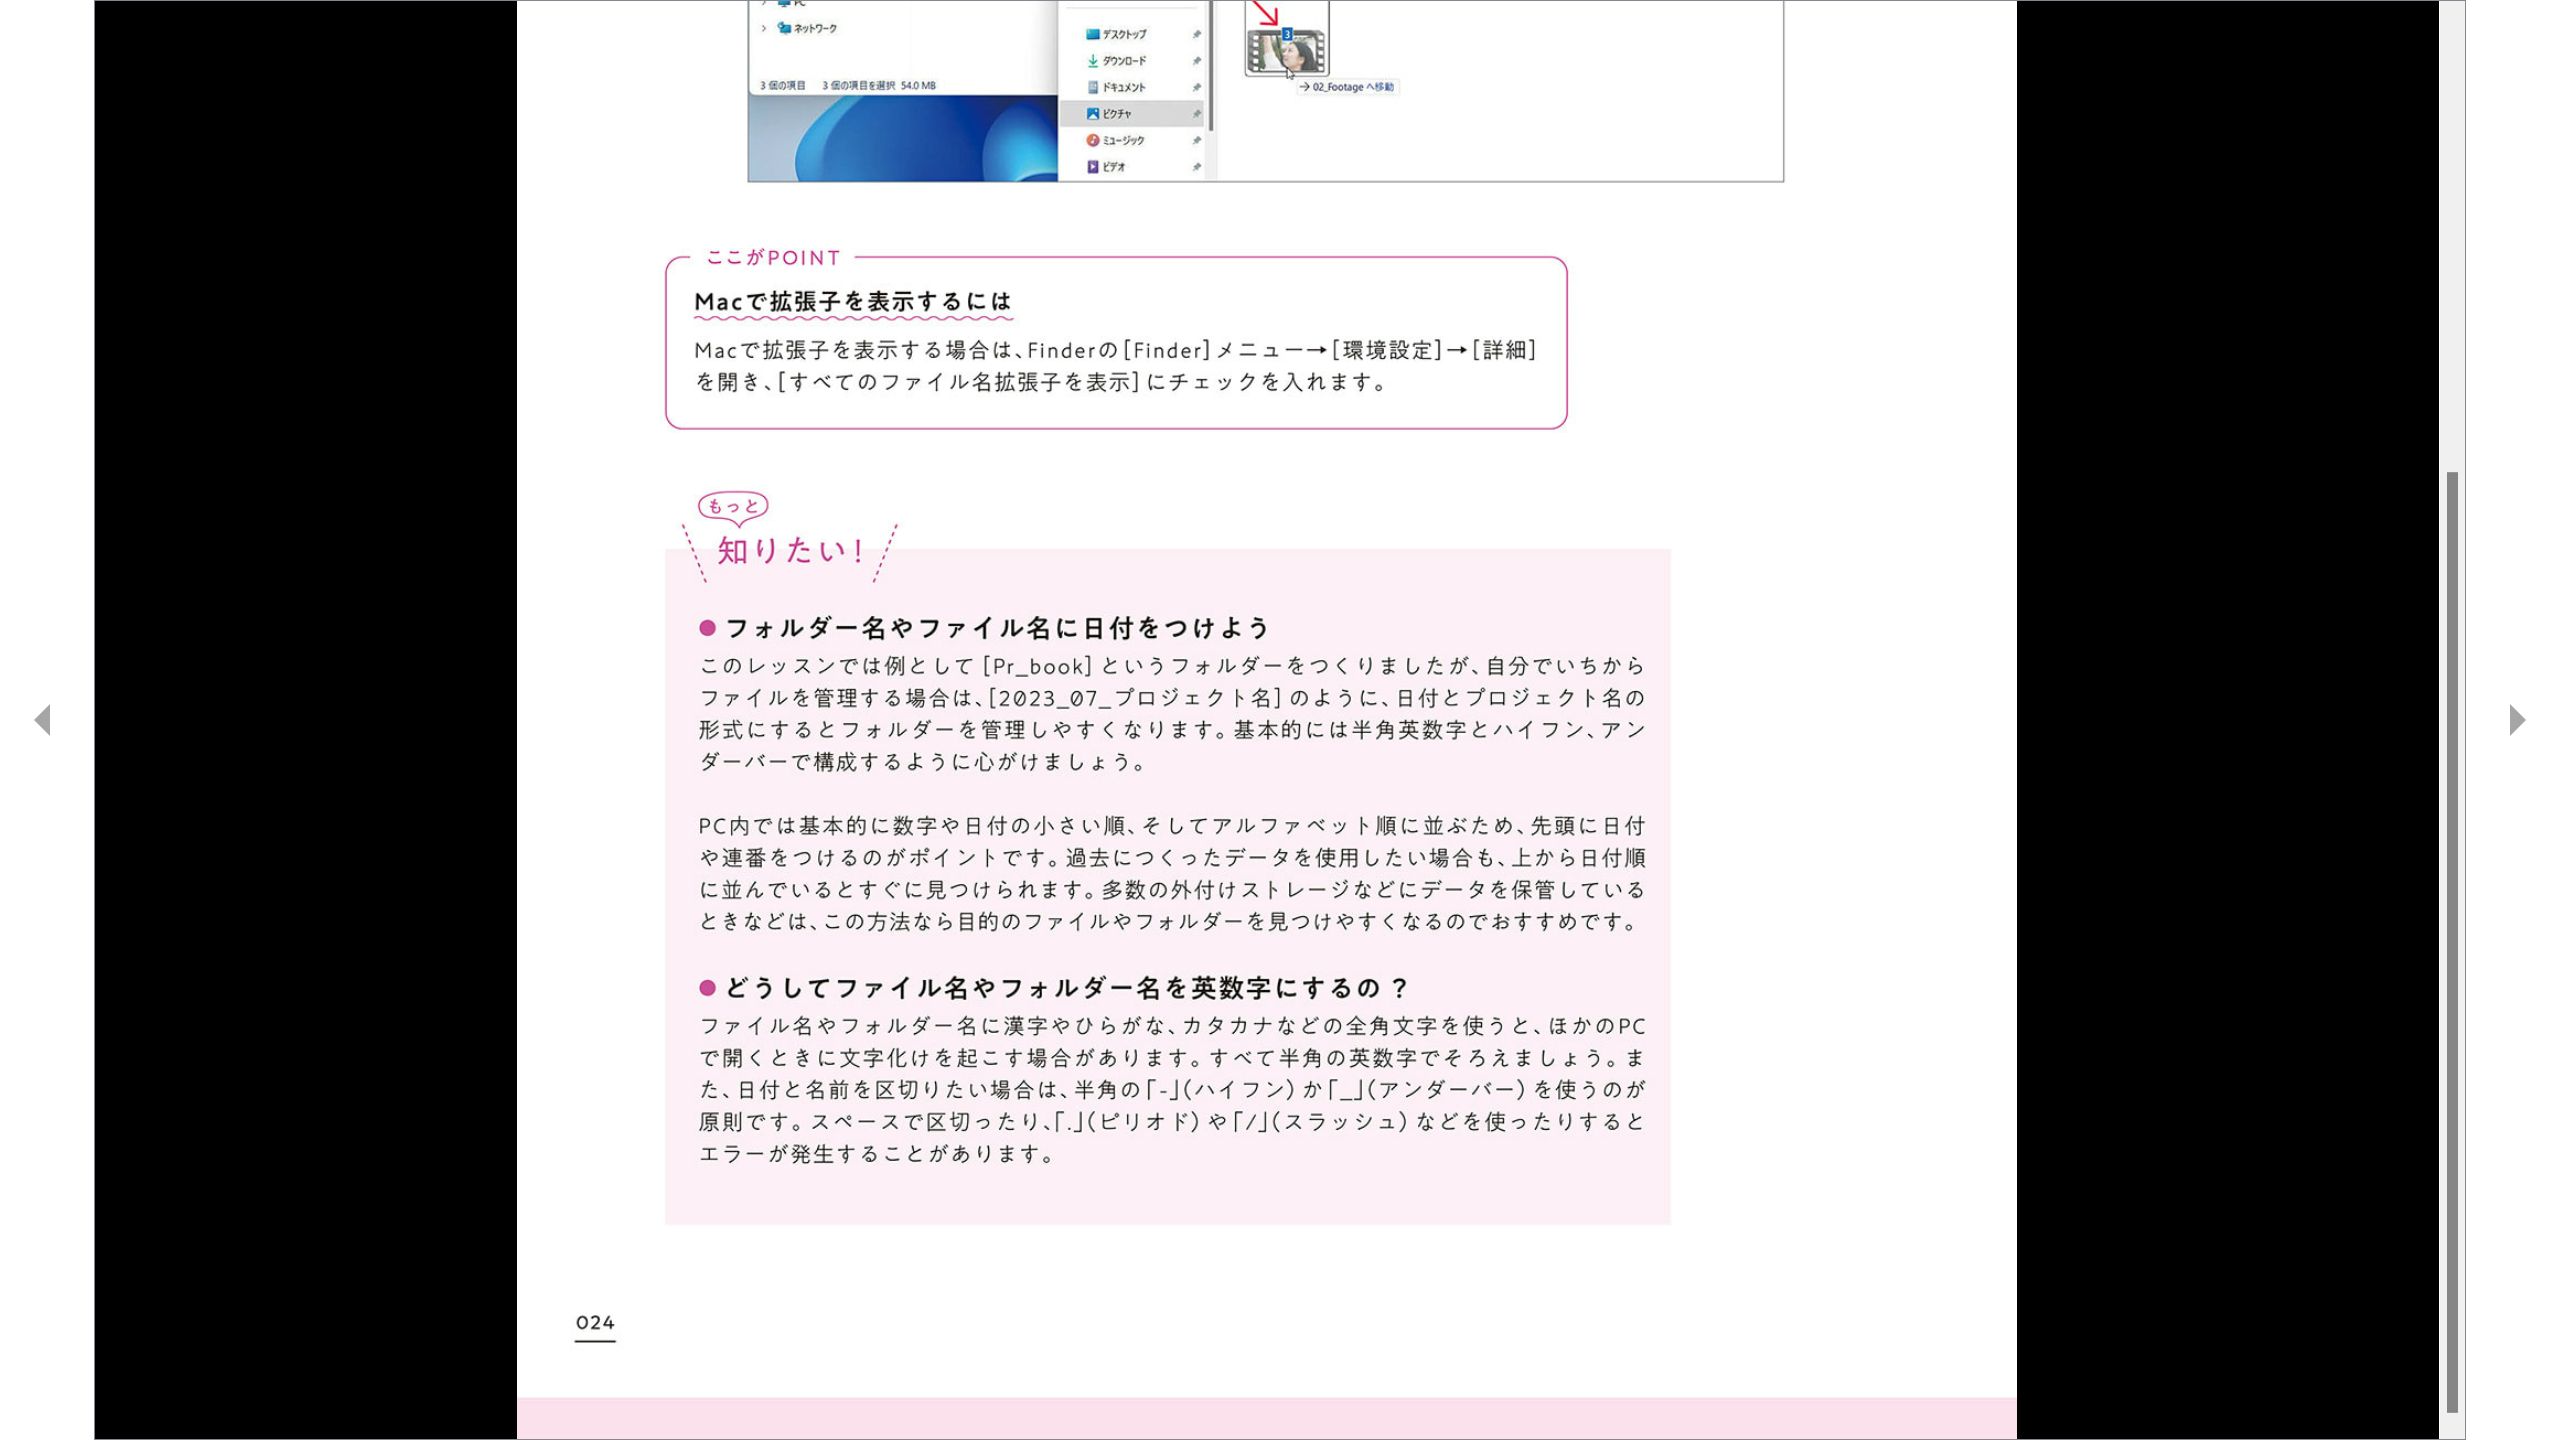 ネットワーク
3 個の項目 3 個の項目を選択 54.0 MB
デスクトップ
ダウンロード
ドキュメント
ピクチャ
ミュージック
ビデオ
3
→ 02_Footage へ移動
ここがPOINT
Macで拡張子を表示するには
Macで拡張子を表示する場合は、Finderの[Finder]メニュー→[環境設定]→[詳細]
を開き、[すべてのファイル名拡張子を表示]にチェックを入れます。
もっと
知りたい!
●フォルダー名やファイル名に日付をつけよう
このレッスンでは例として[Pr_book]というフォルダーをつくりましたが、自分でいちから
ファイルを管理する場合は、[2023_07_プロジェクト名]のように、日付とプロジェクト名の
形式にするとフォルダーを管理しやすくなります。基本的には半角英数字とハイフン、アン
ダーバーで構成するように心がけましょう。
PC内では基本的に数字や日付の小さい順、そしてアルファベット順に並ぶため、先頭に日付
や連番をつけるのがポイントです。過去につくったデータを使用したい場合も、上から日付順
に並んでいるとすぐに見つけられます。多数の外付けストレージなどにデータを保管している
ときなどは、この方法なら目的のファイルやフォルダーを見つけやすくなるのでおすすめです。
●どうしてファイル名やフォルダー名を英数字にするの?
ファイル名やフォルダー名に漢字やひらがな、カタカナなどの全角文字を使うと、ほかのPC
で開くときに文字化けを起こす場合があります。すべて半角の英数字でそろえましょう。ま
た、日付と名前を区切りたい場合は、半角の「-」(ハイフン)か「_」(アンダーバー)を使うのが
原則です。スペースで区切ったり、「.」(ピリオド)や「/」(スラッシュ)などを使ったりすると
エラーが発生することがあります。
024